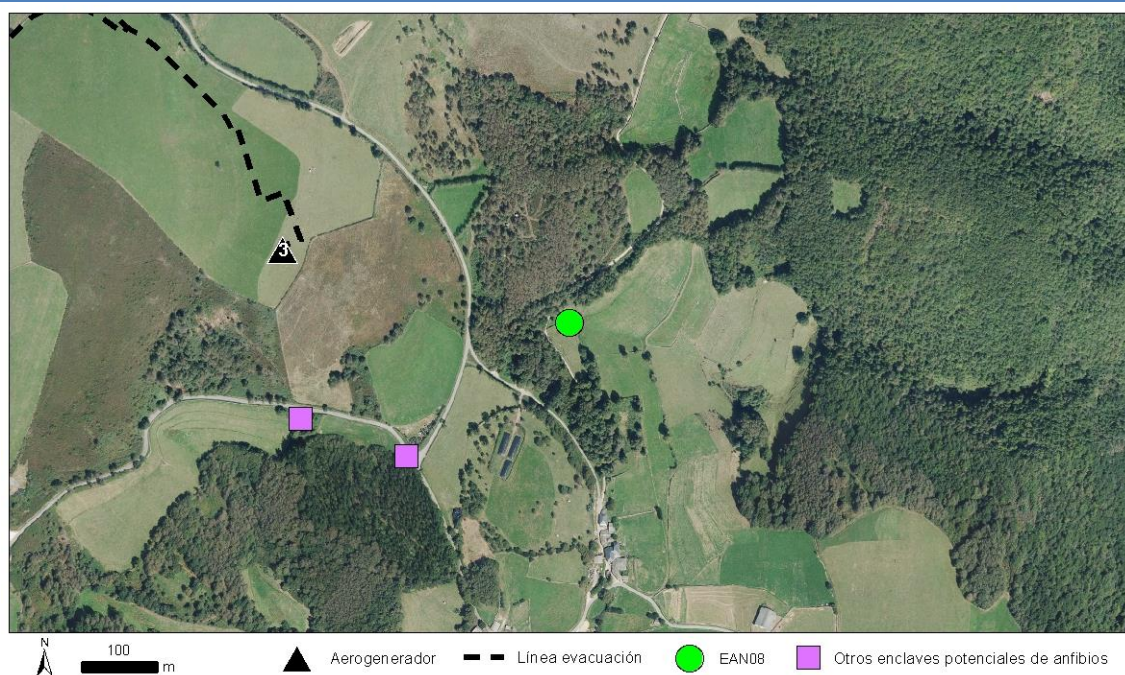 3
N
100
m
Aerogenerador
Línea evacuación
EAN08
Otros enclaves potenciales de anfibios